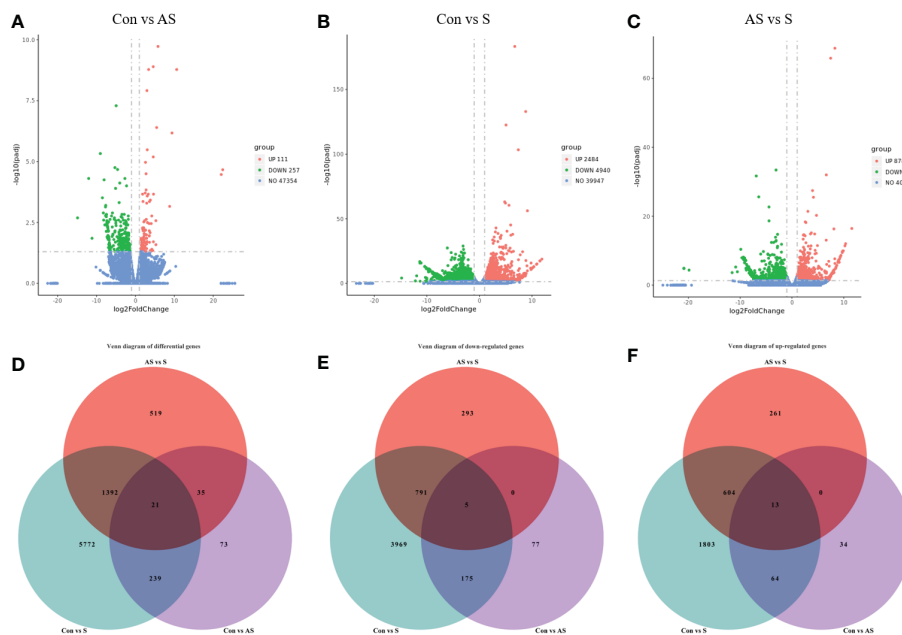 A
Con vs AS
10.0
7.5
5.0
2.5
0.0
-20
-10
0
10
20
-log10(padj)
log2FoldChange
group
UP 111
DOWN 257
NO 47354
B
Con vs S
150
100
50
0
-20
-10
0
10
-log10(padj)
log2FoldChange
group
UP 2484
DOWN 4940
NO 39947
C
AS vs S
60
40
20
0
-20
-10
0
10
-log10(padj)
log2FoldChange
group
UP 87
DOWN
NO 40
D
Venn diagram of differential genes
AS vs S
519
1392
35
21
5772
73
239
Con vs S
Con vs AS
E
Venn diagram of down-regulated genes
AS vs S
293
791
0
5
3969
77
175
Con vs S
Con vs AS
F
Venn diagram of up-regulated genes
AS vs S
261
604
0
13
1803
34
64
Con vs S
Con vs AS